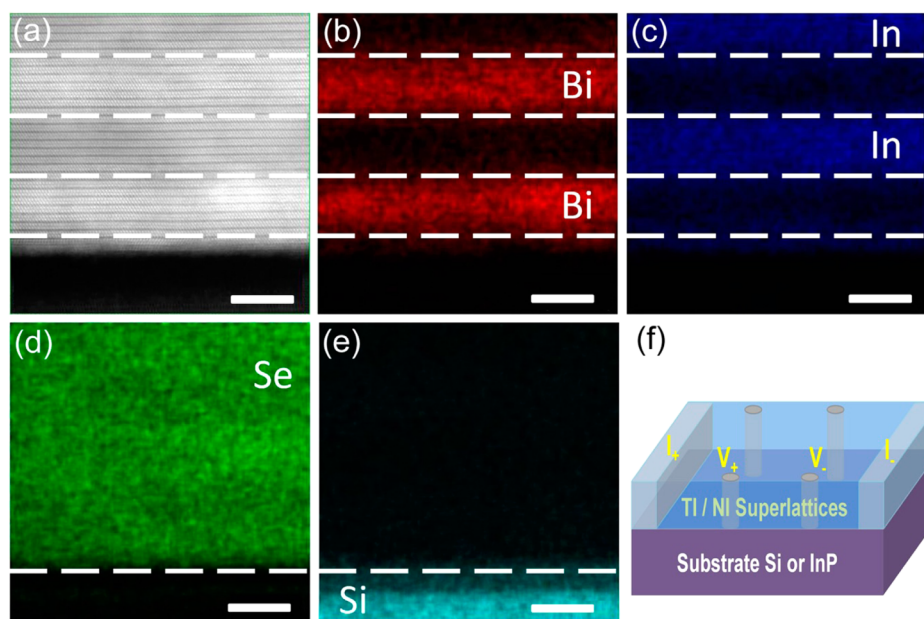 (a)
(b)
Bi
Bi
(c)
In
In
(d)
Se
(e)
Si
(f)
I+
V+
V-
I-
TI / NI Superlattices
Substrate Si or InP